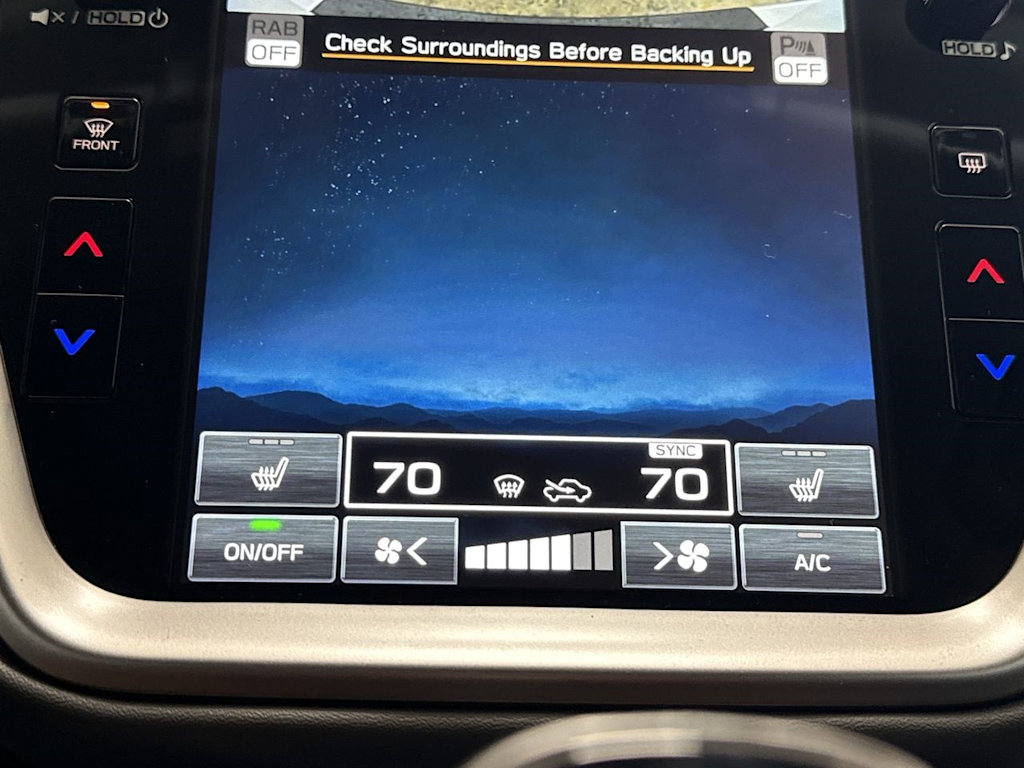 HOLD
RAB
OFF
Check Surroundings Before Backing Up
P
OFF
HOLD
FRONT
SYNC
70
70
ON/OFF
A/C